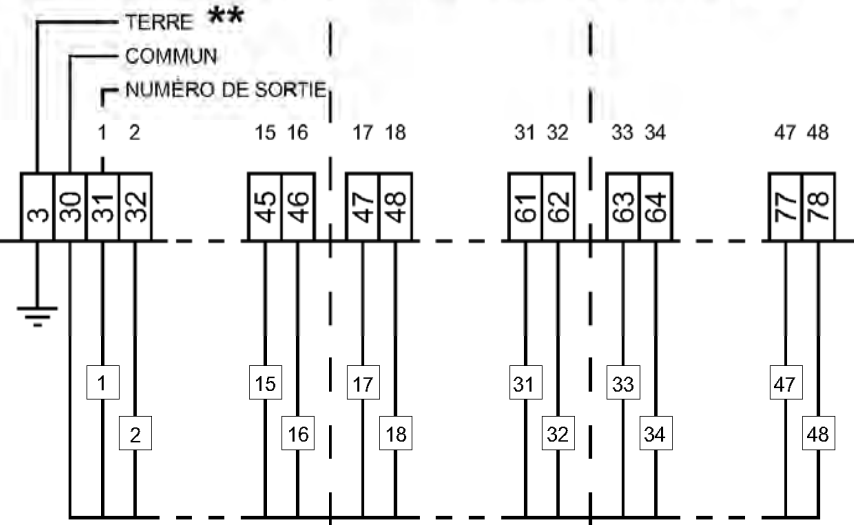 TERRE **
COMMUN
NUMÉRO DE SORTIE
1 2 15 16 17 18 31 32 33 34 47 48
3 30 31 32 45 46 47 48 61 62 63 64 77 78
1 15 17 31 33 47
2 16 18 32 34 48